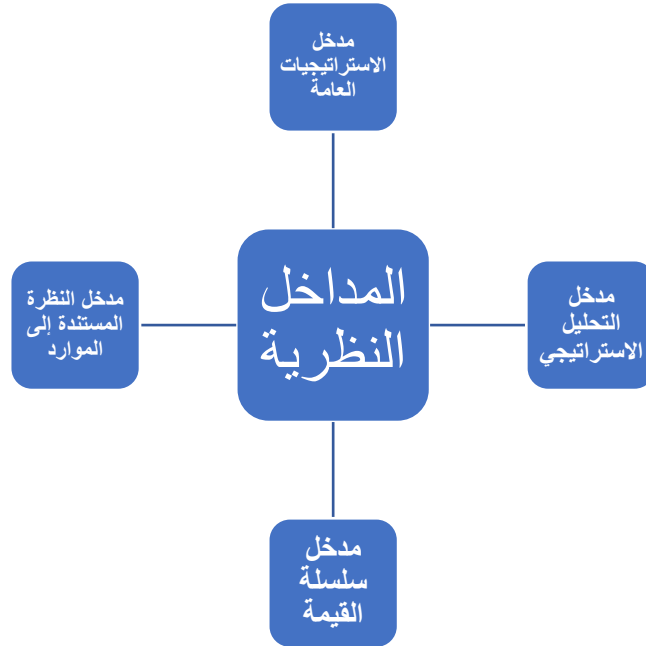 مدخل
الاستراتيجيات
العامة
المداخل
النظرية
مدخل
التحليل
الاستراتيجي
مدخل النظرة
المستندة إلى
الموارد
مدخل
سلسلة
القيمة